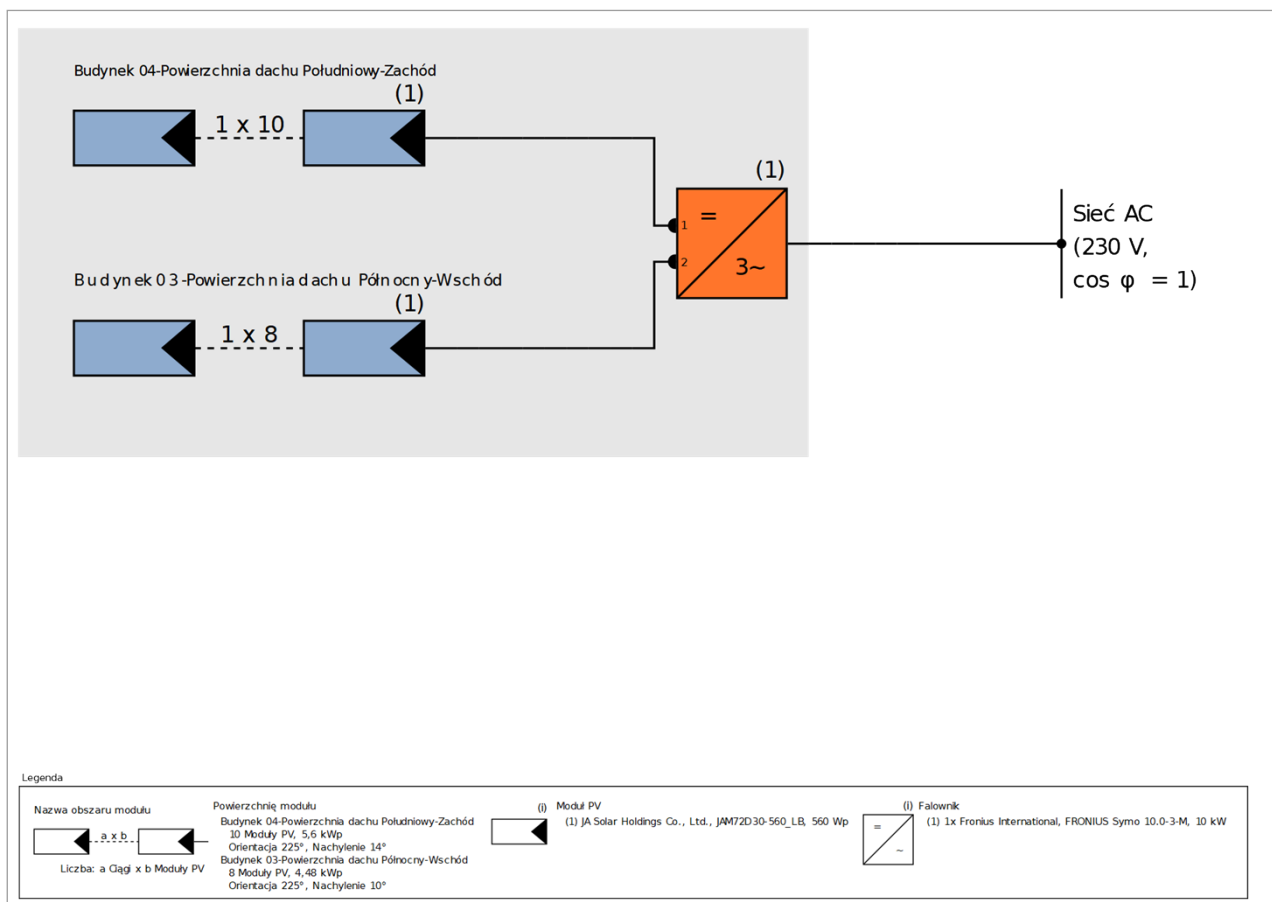 Budynek 04-Powierzchnia dachu Południowy-Zachód
(1)
1 x 10
(1)
1
=
2
3~
Sieć AC
(230 V,
cos φ = 1)
Budynek 03-Powierzchnia dachu Północny-Wschód
(1)
1 x 8
Legenda
Nazwa obszaru modułu
a x b
Liczba: a Ciągi x b Moduły PV
Powierzchnię modułu
Budynek 04-Powierzchnia dachu Południowy-Zachód
10 Moduły PV, 5,6 kWp
Orientacja 225°, Nachylenie 14°
Budynek 03-Powierzchnia dachu Północny-Wschód
8 Moduły PV, 4,48 kWp
Orientacja 225°, Nachylenie 10°
(i) Moduł PV
(1) JA Solar Holdings Co., Ltd., JAM72D30-560_LB, 560 Wp
=
~
(i) Falownik
(1) 1x Fronius International, FRONIUS Symo 10.0-3-M, 10 kW